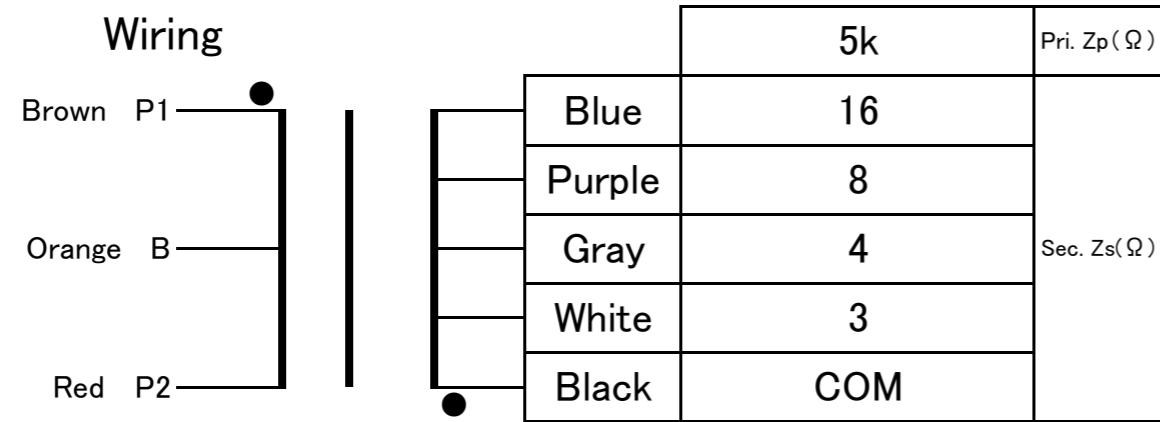 Wiring
5k Pri. Zp(Ω)
Brown P1 Blue 16
Purple 8
Orange B Gray 4 Sec. Zs(Ω)
White 3
Red P2 Black COM